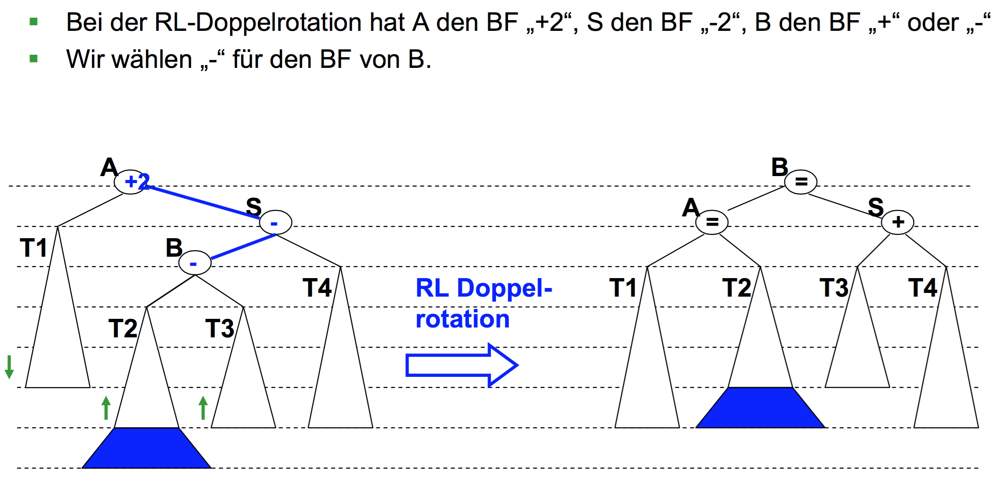 Bei der RL-Doppelrotation hat A den BF „+2“, S den BF „-2“, B den BF „+“ oder „-“
Wir wählen „-“ für den BF von B.
A
+2
S
-
T1
B
-
T4
T2
T3
RL Doppel-
rotation
B
=
A
=
S
+
T1
T2
T3
T4